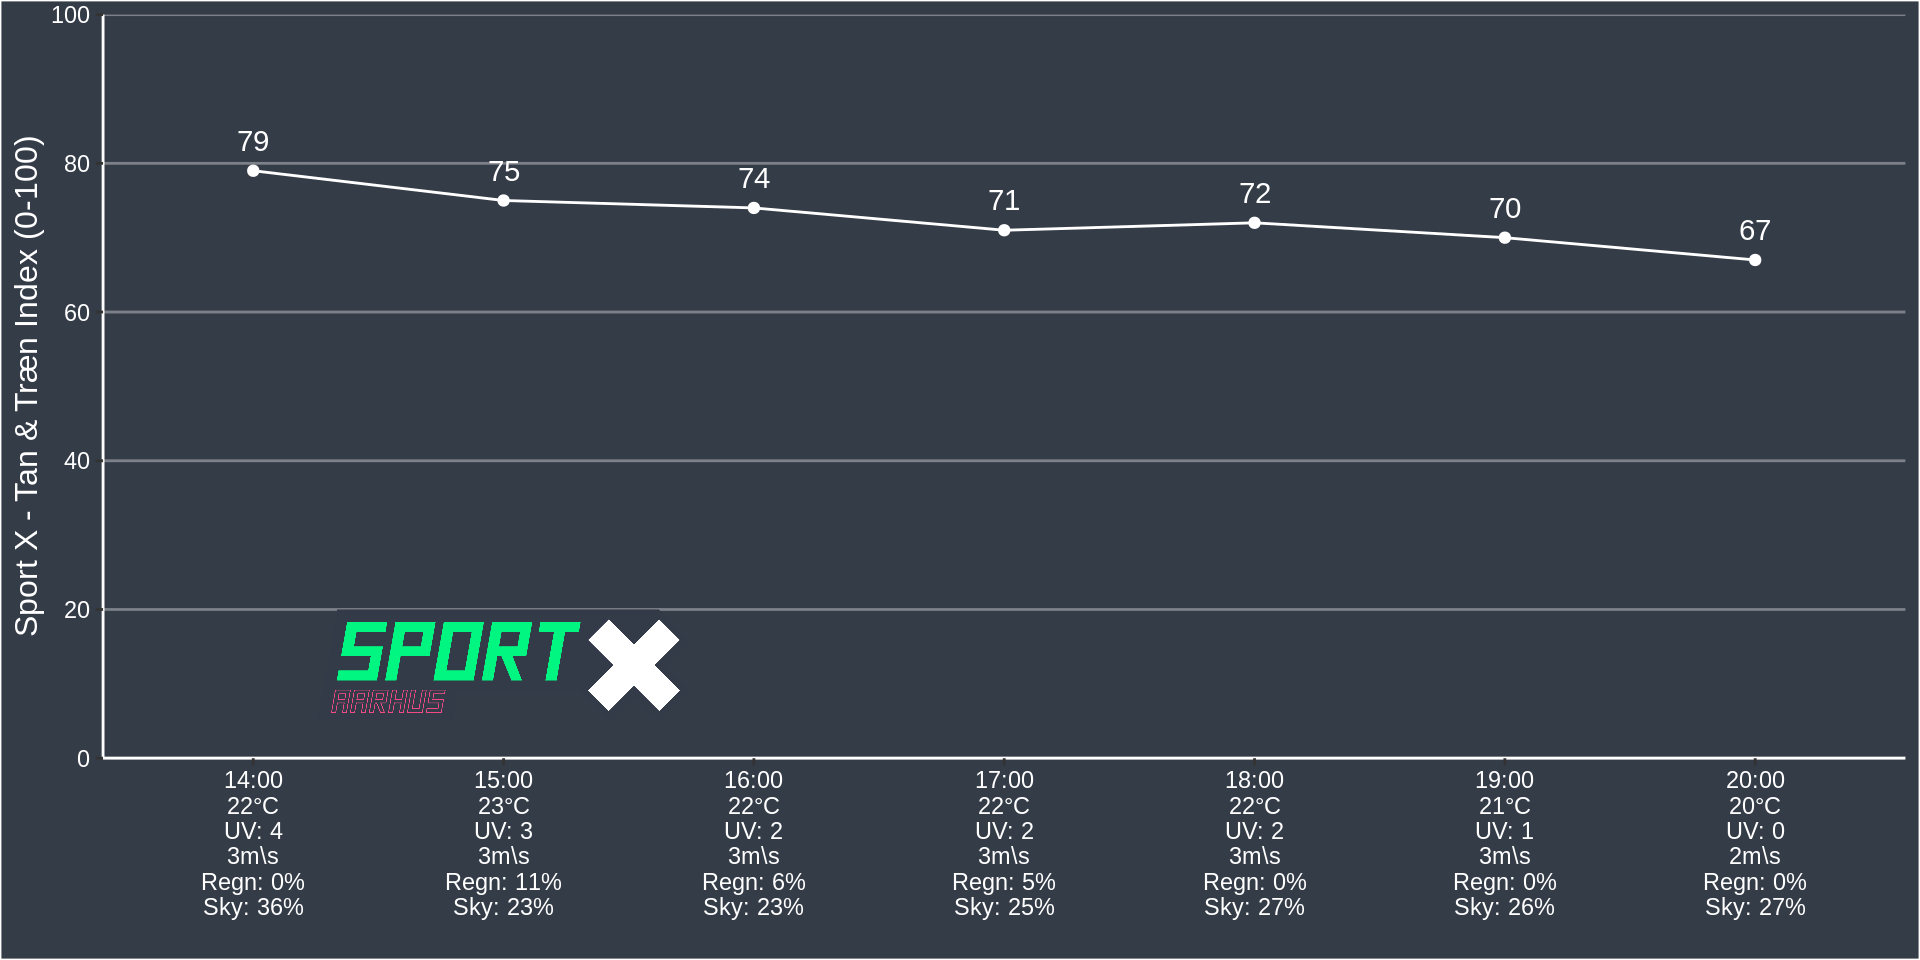 Sport X - Tan & Træn Index (0-100)
100
80
60
40
20
0
79
75
74
71
72
70
67
SPORT X
AARHUS
14:00
22°C
UV: 4
3m\s
Regn: 0%
Sky: 36%
15:00
23°C
UV: 3
3m\s
Regn: 11%
Sky: 23%
16:00
22°C
UV: 2
3m\s
Regn: 6%
Sky: 23%
17:00
22°C
UV: 2
3m\s
Regn: 5%
Sky: 25%
18:00
22°C
UV: 2
3m\s
Regn: 0%
Sky: 27%
19:00
21°C
UV: 1
3m\s
Regn: 0%
Sky: 26%
20:00
20°C
UV: 0
2m\s
Regn: 0%
Sky: 27%